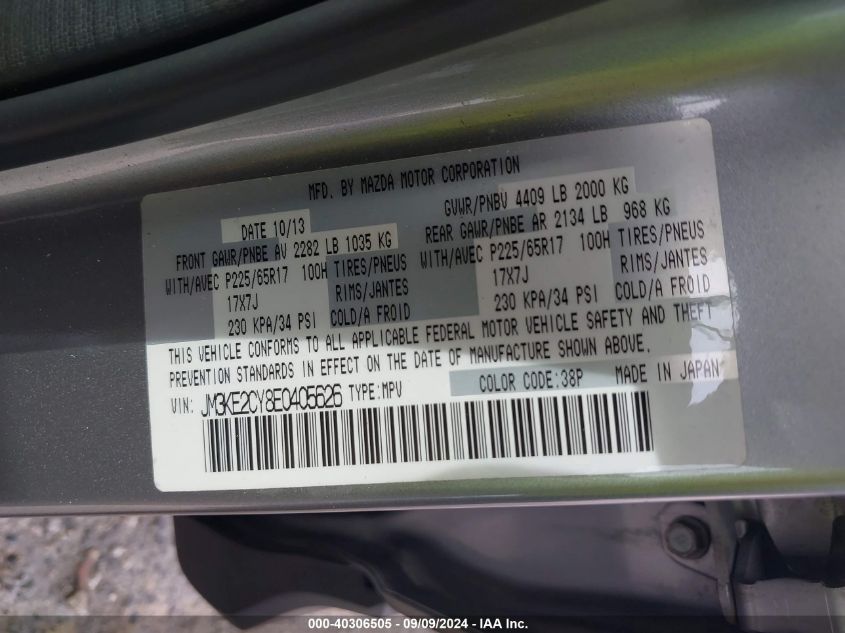 MFD. BY MAZDA MOTOR CORPORATION
DATE 10/13 GVWR/PNBV 4409 LB 2000 KG
FRONT GAWR/PNBE AV 2282 LB 1035 KG REAR GAWR/PNBE AR 2134 LB 968 KG
WITH/AVEC P225/65R17 100H TIRES/PNEUS WITH/AVEC P225/65R17 100H TIRES/PNEUS
17X7J RIMS/JANTES 17X7J RIMS/JANTES
230 KPA/34 PSI COLD/A FROID 230 KPA/34 PSI COLD/A FROID
THIS VEHICLE CONFORMS TO ALL APPLICABLE FEDERAL MOTOR VEHICLE SAFETY AND THEFT
PREVENTION STANDARDS IN EFFECT ON THE DATE OF MANUFACTURE SHOWN ABOVE.
VIN: JM3KE2CY8E0405626 TYPE:MPV COLOR CODE:38P MADE IN JAPAN
000-40306505 - 09/09/2024 - IAA Inc.